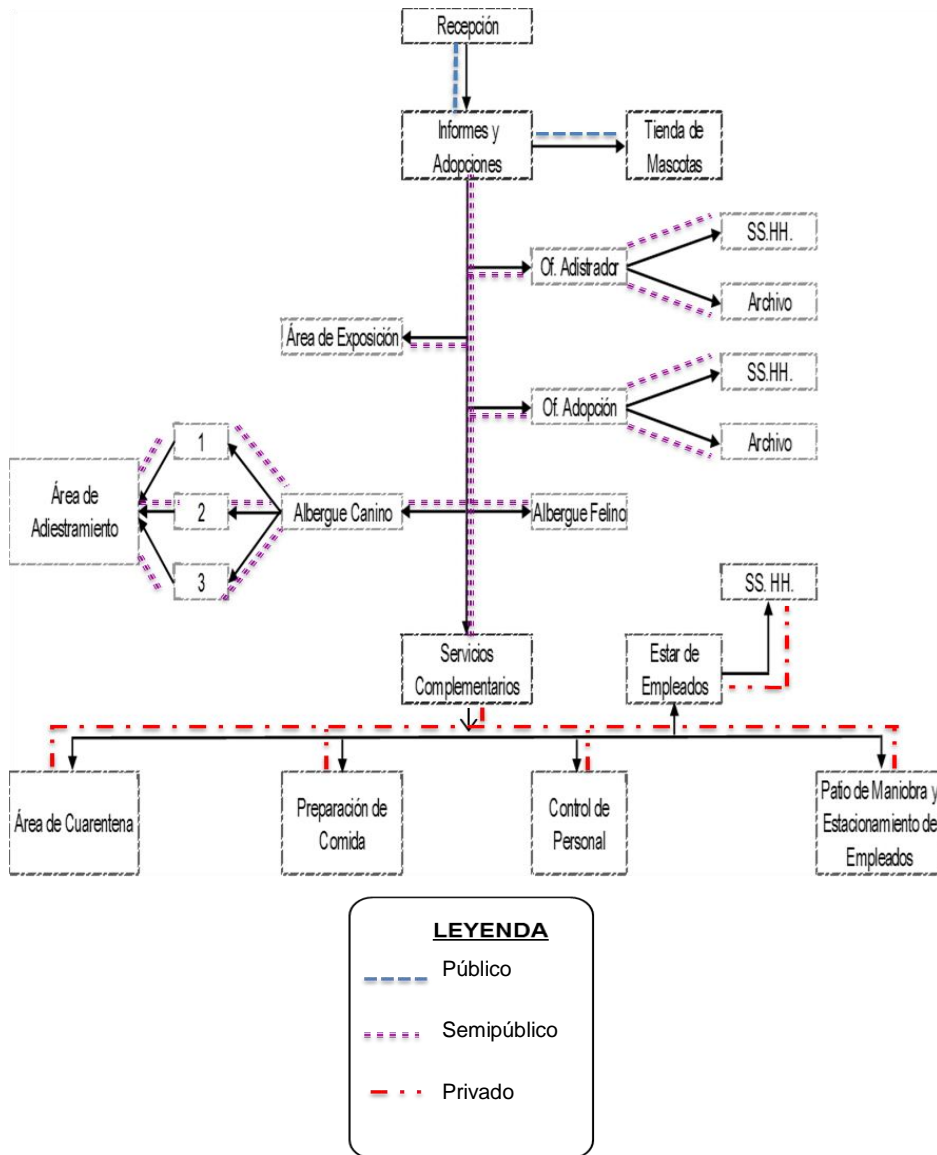 Recepción
Informes y
Adopciones
Tienda de
Mascotas
SS.HH.
Of. Adistrador
Archivo
Área de Exposición
SS.HH.
Of. Adopción
Archivo
1
Área de
Adiestramiento
2
Albergue Canino
Albergue Felino
3
SS. HH.
Servicios
Complementarios
Estar de
Empleados
Área de Cuarentena
Preparación de
Comida
Control de
Personal
Patio de Maniobra y
Estacionamiento de
Empleados
LEYENDA
Público
Semipúblico
Privado